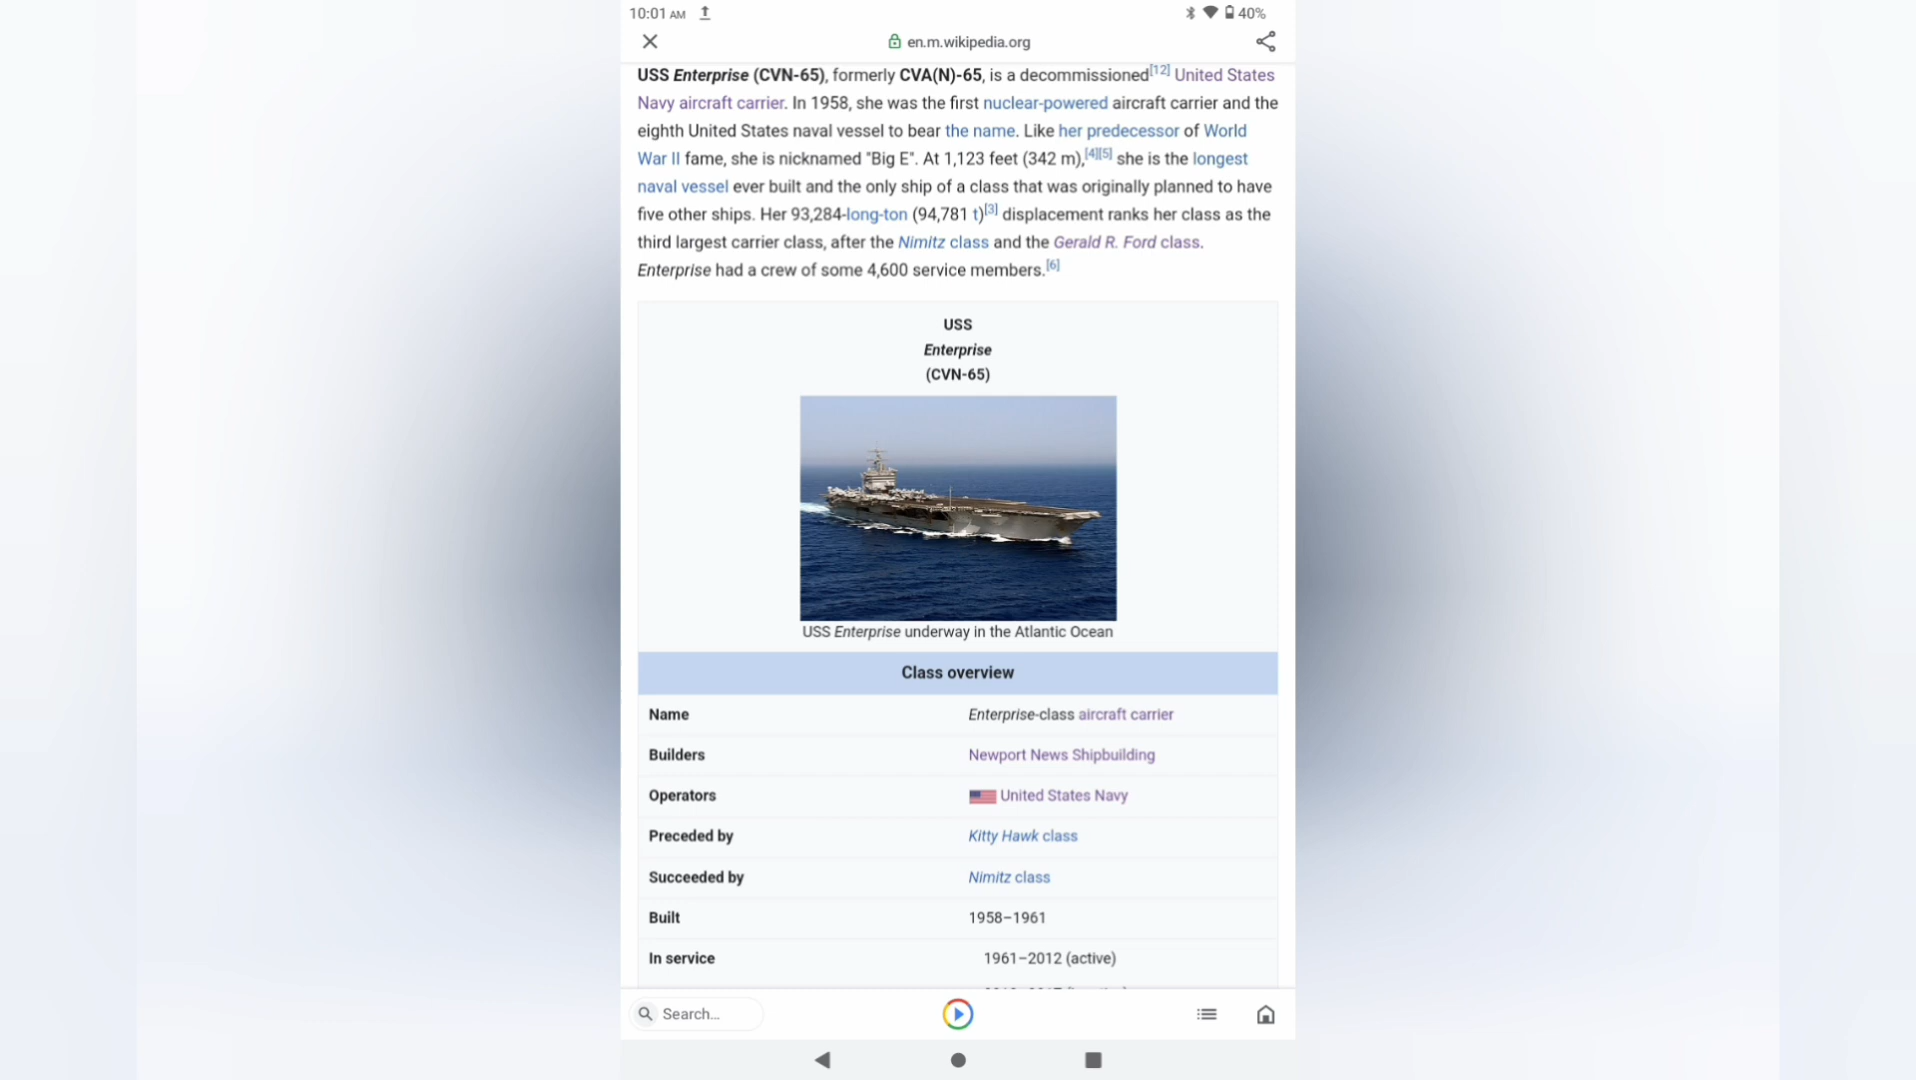 10:01 AM 40%
en.m.wikipedia.org
USS Enterprise (CVN-65), formerly CVA(N)-65, is a decommissioned[12] United States
Navy aircraft carrier. In 1958, she was the first nuclear-powered aircraft carrier and the
eighth United States naval vessel to bear the name. Like her predecessor of World
War II fame, she is nicknamed "Big E". At 1,123 feet (342 m),[4][5] she is the longest
naval vessel ever built and the only ship of a class that was originally planned to have
five other ships. Her 93,284-long-ton (94,781 t)[3] displacement ranks her class as the
third largest carrier class, after the Nimitz class and the Gerald R. Ford class.
Enterprise had a crew of some 4,600 service members.[6]
USS
Enterprise
(CVN-65)
USS Enterprise underway in the Atlantic Ocean
Class overview
Name Enterprise-class aircraft carrier
Builders Newport News Shipbuilding
Operators United States Navy
Preceded by Kitty Hawk class
Succeeded by Nimitz class
Built 1958–1961
In service 1961–2012 (active)
Search...